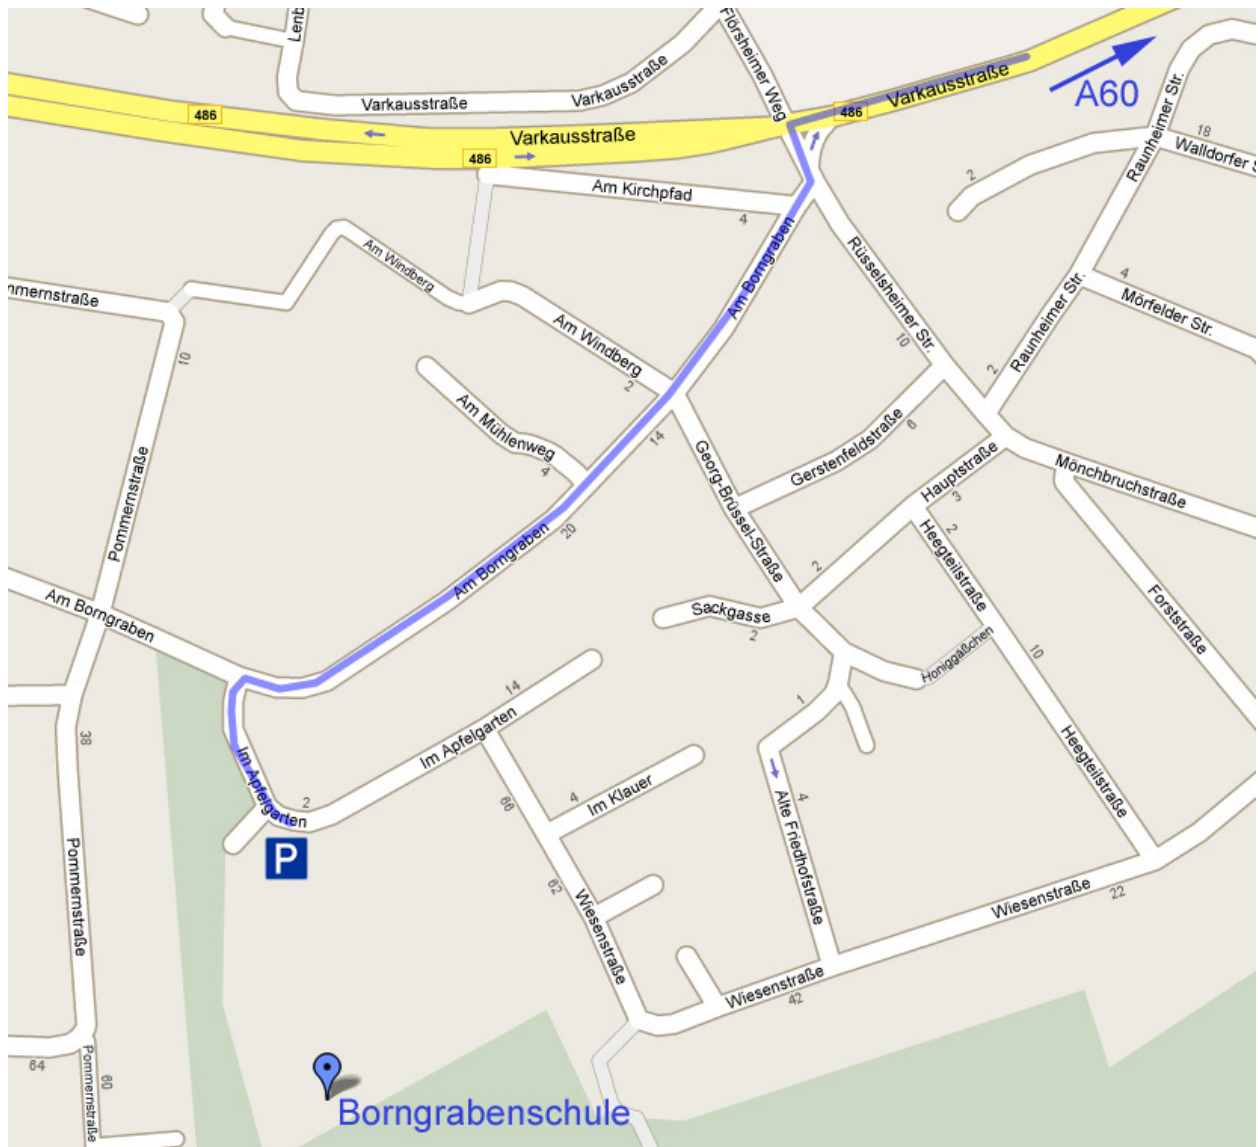 Lenb
Flörsheimer Weg
Varkausstraße
Varkausstraße
486
Varkausstraße
486
Varkausstraße
486
A60
Raunheimer Str.
18
Walldorfer S
2
Am Kirchpfad
4
Am Windberg
mmernstraße
Am Borngraben
Rüsselsheimer Str.
10
4
Mörfelder Str.
Raunheimer Str.
2
10
Am Windberg
2
Am Mühlenweg
4
14
Georg-Brüssel-Straße
Gerstenfeldstraße
6
Hauptstraße
3
2
Mönchbruchstraße
Pommernstraße
20
Am Borngraben
Am Borngraben
2
Heegteilstraße
Forststraße
Sackgasse
2
Honiggäßchen
10
14
1
Im Apfelgarten
38
Im Apfelgarten
2
66
4
Im Klauer
4
Alte Friedhofstraße
Heegteilstraße
P
Pommernstraße
62
Wiesenstraße
Wiesenstraße
22
Wiesenstraße
42
64
Pommernstraße
60
Borngrabenschule